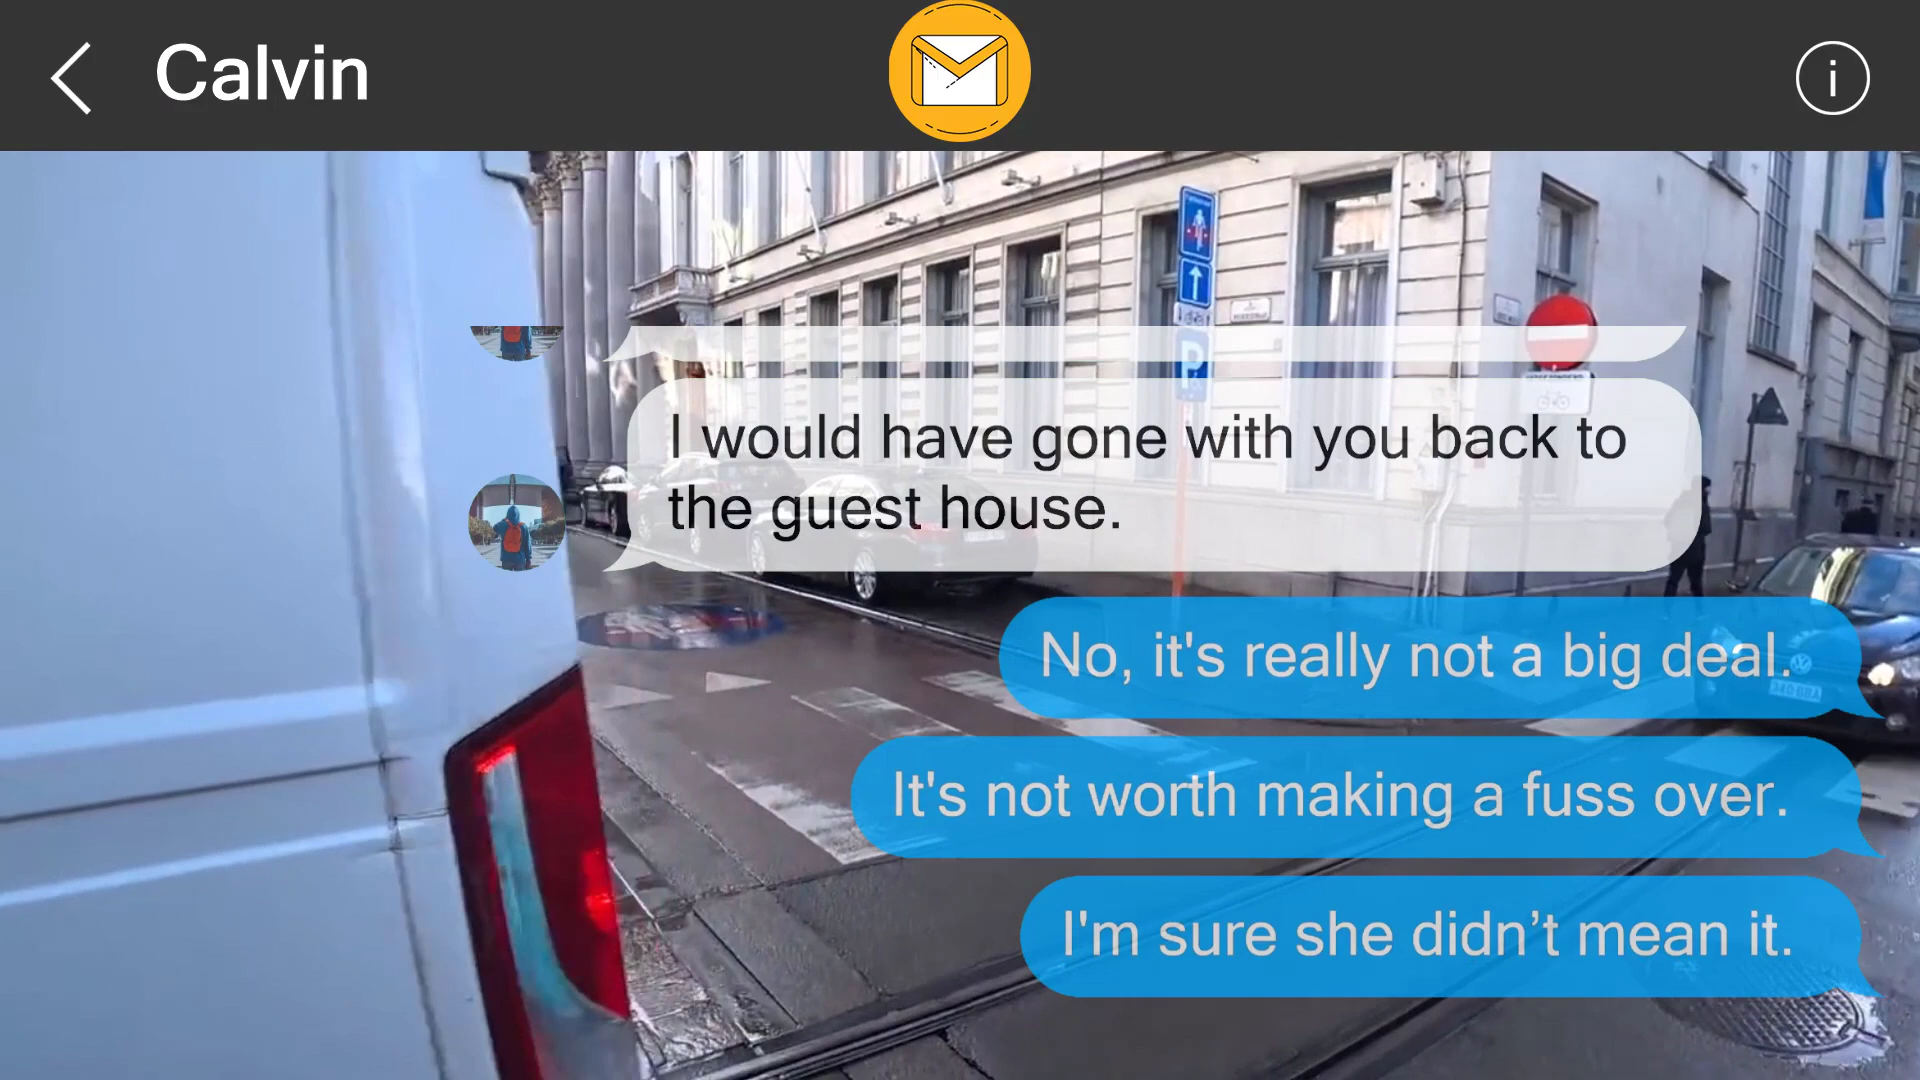 Calvin
i
P
I would have gone with you back to
the guest house.
No, it's really not a big deal.
It's not worth making a fuss over.
I'm sure she didn’t mean it.